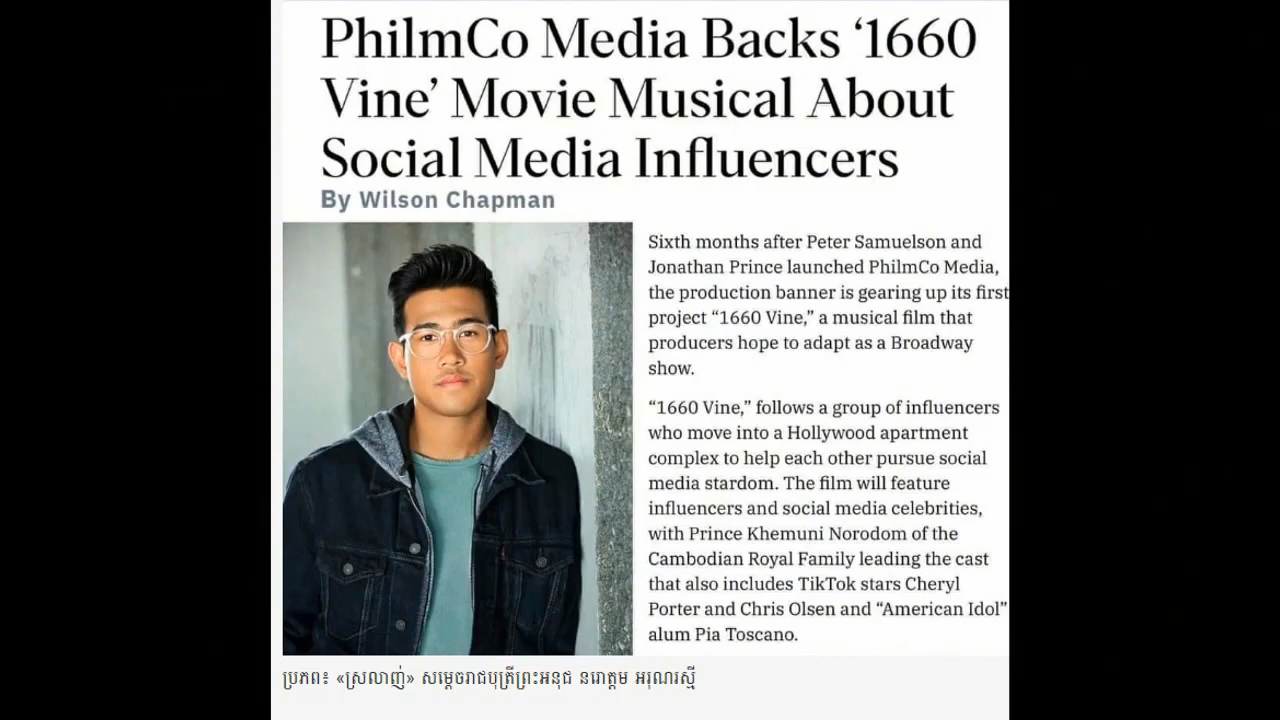 PhilmCo Media Backs ‘1660
Vine’ Movie Musical About
Social Media Influencers
By Wilson Chapman
Sixth months after Peter Samuelson and
Jonathan Prince launched PhilmCo Media,
the production banner is gearing up its first
project “1660 Vine,” a musical film that
producers hope to adapt as a Broadway
show.
“1660 Vine,” follows a group of influencers
who move into a Hollywood apartment
complex to help each other pursue social
media stardom. The film will feature
influencers and social media celebrities,
with Prince Khemuni Norodom of the
Cambodian Royal Family leading the cast
that also includes TikTok stars Cheryl
Porter and Chris Olsen and “American Idol”
alum Pia Toscano.
ប្រភព៖ «ស្រលាញ់» សម្តេចរាជបុត្រីព្រះអនុជ នរោត្តម អរុណរស្មី